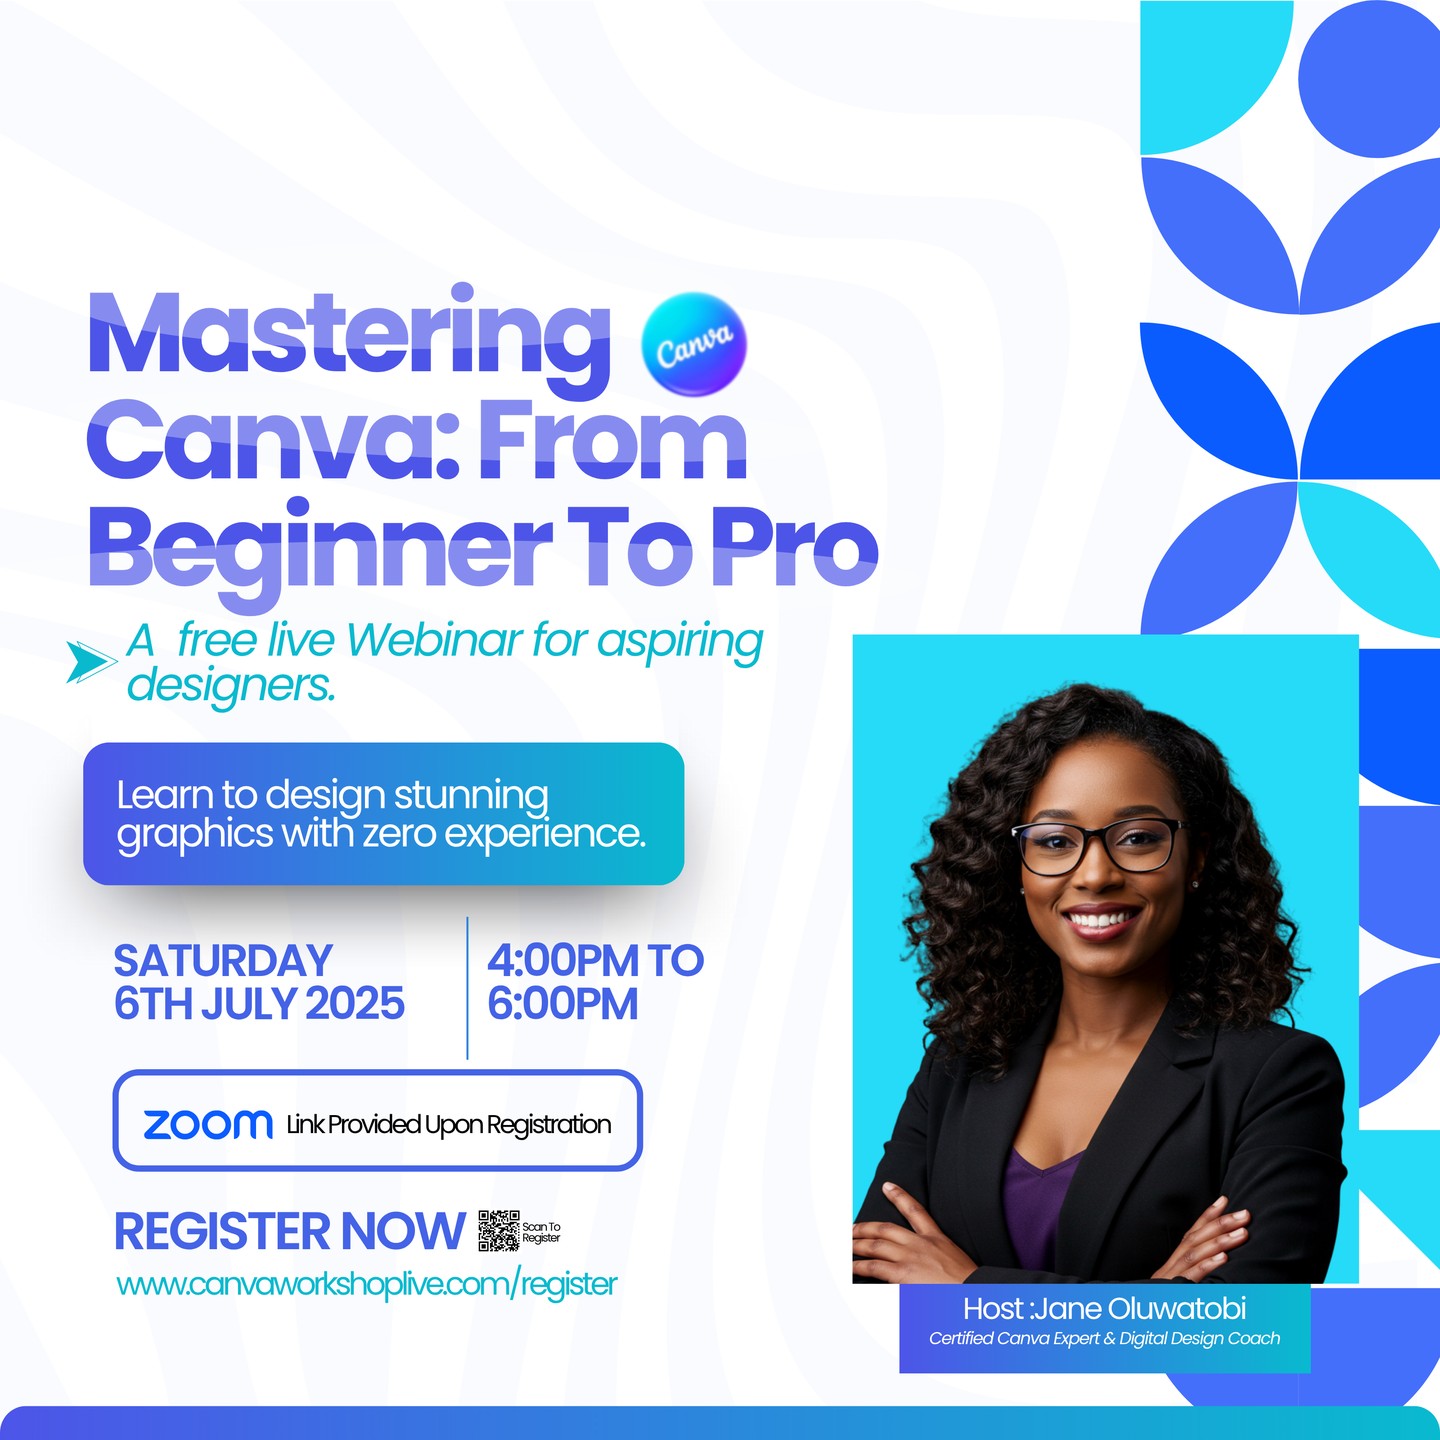 Mastering
Canva
Canva: From
Beginner To Pro
A free live Webinar for aspiring
designers.
Learn to design stunning
graphics with zero experience.
SATURDAY
6TH JULY 2025
4:00PM TO
6:00PM
zoom Link Provided Upon Registration
REGISTER NOW
Scan To
Register
www.canvaworkshoplive.com/register
Host :Jane Oluwatobi
Certified Canva Expert & Digital Design Coach